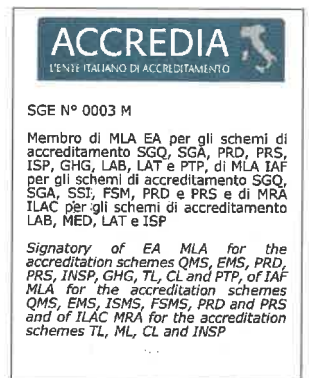 ACCREDIA
L'ENTE ITALIANO DI ACCREDITAMENTO
SGE N° 0003 M
Membro di MLA EA per gli schemi di
accreditamento SGQ, SGA, PRD, PRS,
ISP, GHG, LAB, LAT e PTP, di MLA IAF
per gli schemi di accreditamento SGQ,
SGA, SSI, FSM, PRD e PRS e di MRA
ILAC per gli schemi di accreditamento
LAB, MED, LAT e ISP
Signatory of EA MLA for the
accreditation schemes QMS, EMS, PRD,
PRS, INSP, GHG, TL, CL and PTP, of IAF
MLA for the accreditation schemes
QMS, EMS, ISMS, FSMS, PRD and PRS
and of ILAC MRA for the accreditation
schemes TL, ML, CL and INSP